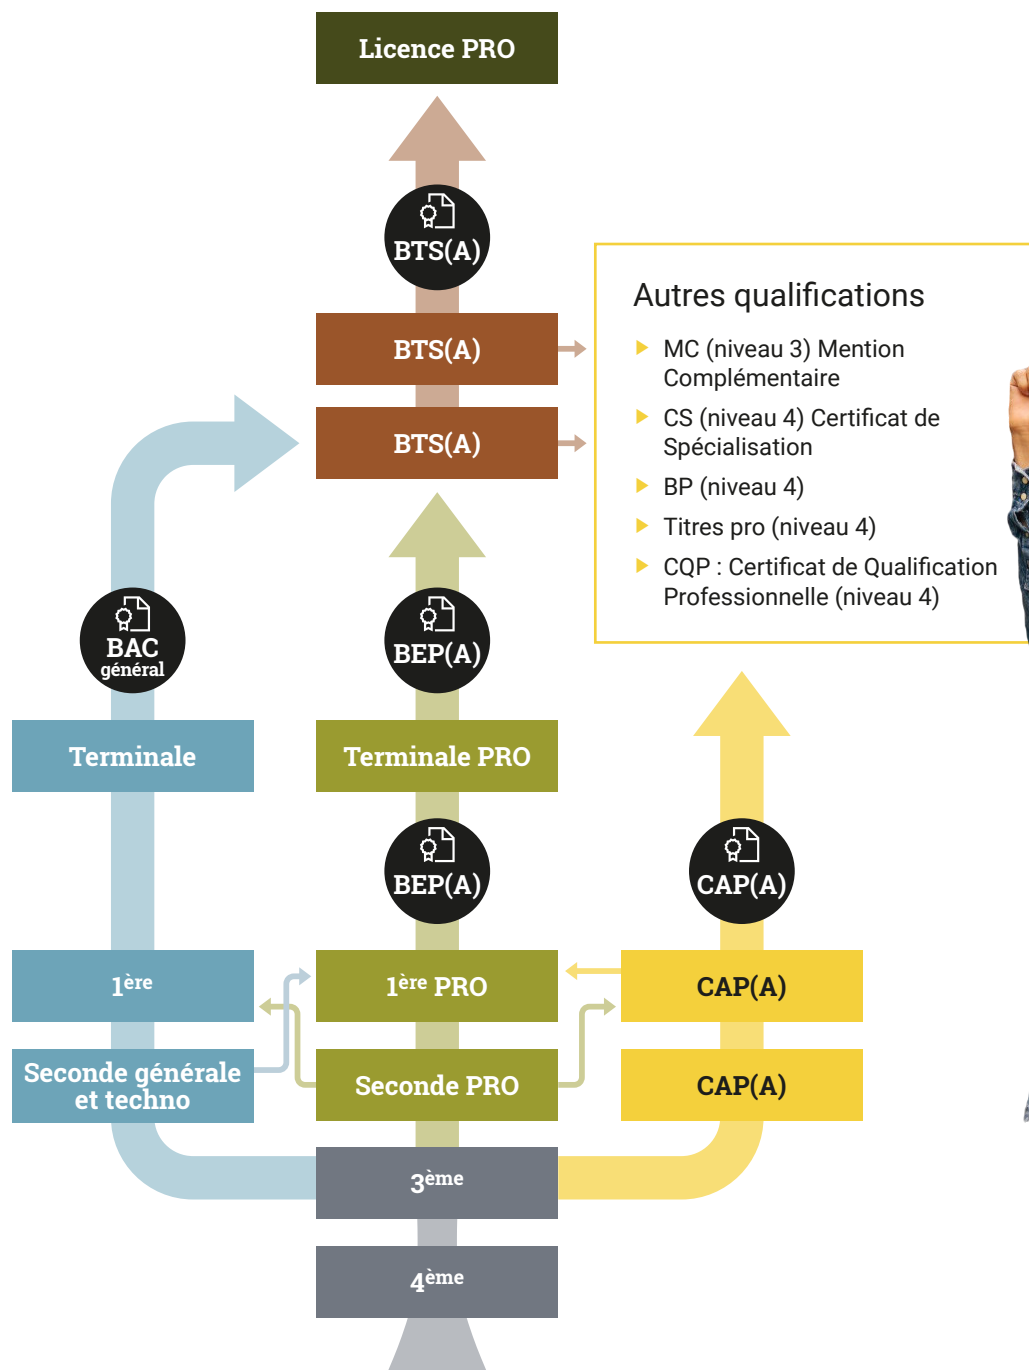 Licence PRO
BTS(A)
BTS(A)
BTS(A)
Autres qualifications
MC (niveau 3) Mention
Complémentaire
CS (niveau 4) Certificat de
Spécialisation
BP (niveau 4)
Titres pro (niveau 4)
CQP : Certificat de Qualification
Professionnelle (niveau 4)
BAC
général
BEP(A)
Terminale
Terminale PRO
BEP(A)
CAP(A)
1ère
1ère PRO
CAP(A)
Seconde générale
et techno
Seconde PRO
CAP(A)
3ème
4ème